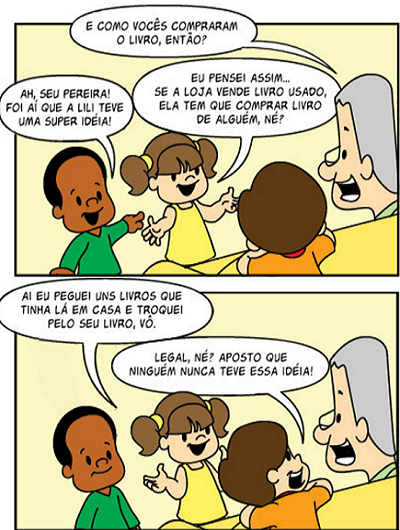 E COMO VOCÊS COMPRARAM
O LIVRO, ENTÃO?
AH, SEU PEREIRA!
FOI AÍ QUE A LILI TEVE
UMA SUPER IDÉIA!
EU PENSEI ASSIM...
SE A LOJA VENDE LIVRO USADO,
ELA TEM QUE COMPRAR LIVRO
DE ALGUÉM, NÉ?
AI EU PEGUEI UNS LIVROS QUE
TINHA LÁ EM CASA E TROQUEI
PELO SEU LIVRO, VÔ.
LEGAL, NÉ? APOSTO QUE
NINGUÉM NUNCA TEVE ESSA IDÉIA!